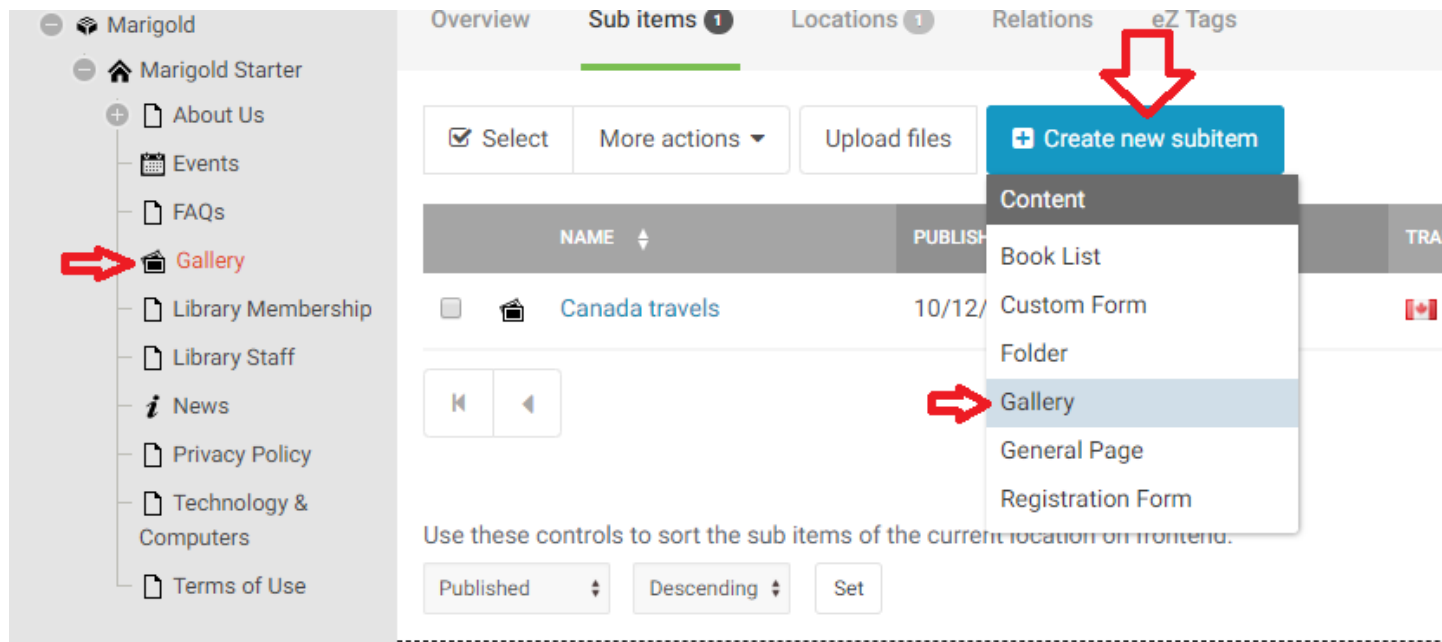 Marigold
Marigold Starter
About Us
Events
FAQs
Gallery
Library Membership
Library Staff
News
Privacy Policy
Technology &
Computers
Terms of Use
Overview Sub items 1 Locations 1 Relations eZ Tags
Select More actions Upload files Create new subitem
NAME PUBLISH TRA
Canada travels 10/12/
Content
Book List
Custom Form
Folder
Gallery
General Page
Registration Form
Use these controls to sort the sub items of the current location on frontend.
Published Descending Set